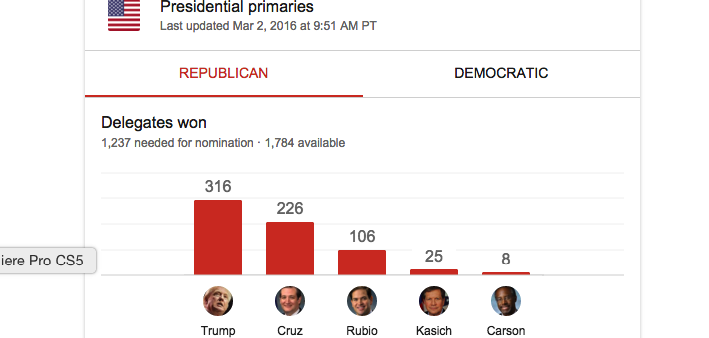 Presidential primaries
Last updated Mar 2, 2016 at 9:51 AM PT
REPUBLICAN DEMOCRATIC
Delegates won
1,237 needed for nomination · 1,784 available
316
226
106
25
8
iere Pro CS5
Trump Cruz Rubio Kasich Carson